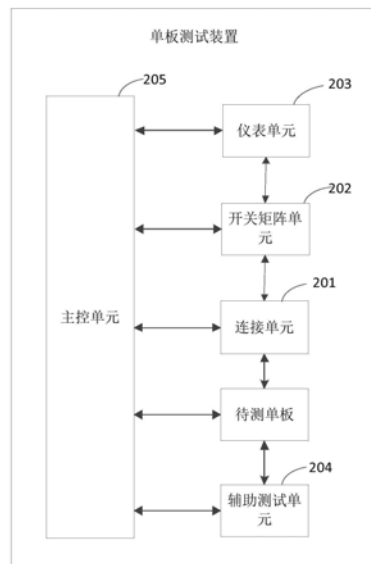 单板测试装置
205
203
仪表单元
202
开关矩阵单
元
201
主控单元
连接单元
待测单板
204
辅助测试单
元